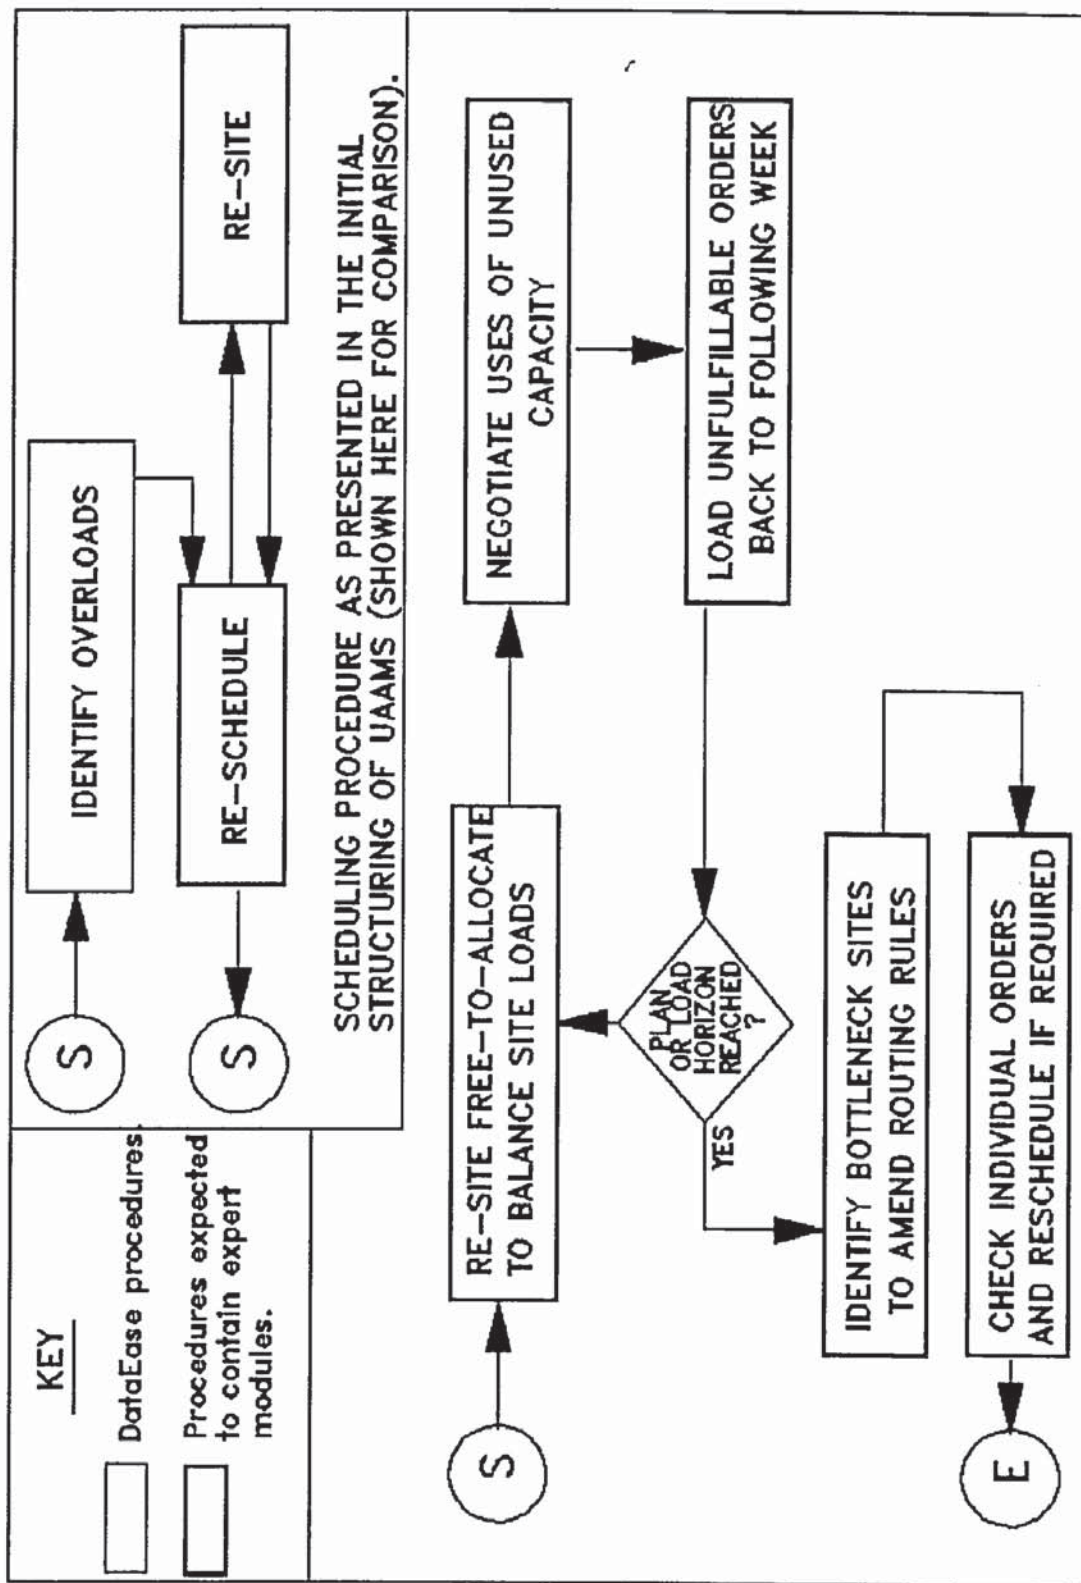 KEY
DataEase procedures
Procedures expected
to contain expert
modules.
S
IDENTIFY OVERLOADS
S
RE-SCHEDULE
RE-SITE
SCHEDULING PROCEDURE AS PRESENTED IN THE INITIAL
STRUCTURING OF UAAMS (SHOWN HERE FOR COMPARISON).
S
RE-SITE FREE-TO-ALLOCATE
TO BALANCE SITE LOADS
NEGOTIATE USES OF UNUSED
CAPACITY
LOAD UNFULFILLABLE ORDERS
BACK TO FOLLOWING WEEK
PLAN
OR LOAD
HORIZON
REACHED
?
YES
IDENTIFY BOTTLENECK SITES
TO AMEND ROUTING RULES
CHECK INDIVIDUAL ORDERS
AND RESCHEDULE IF REQUIRED
E